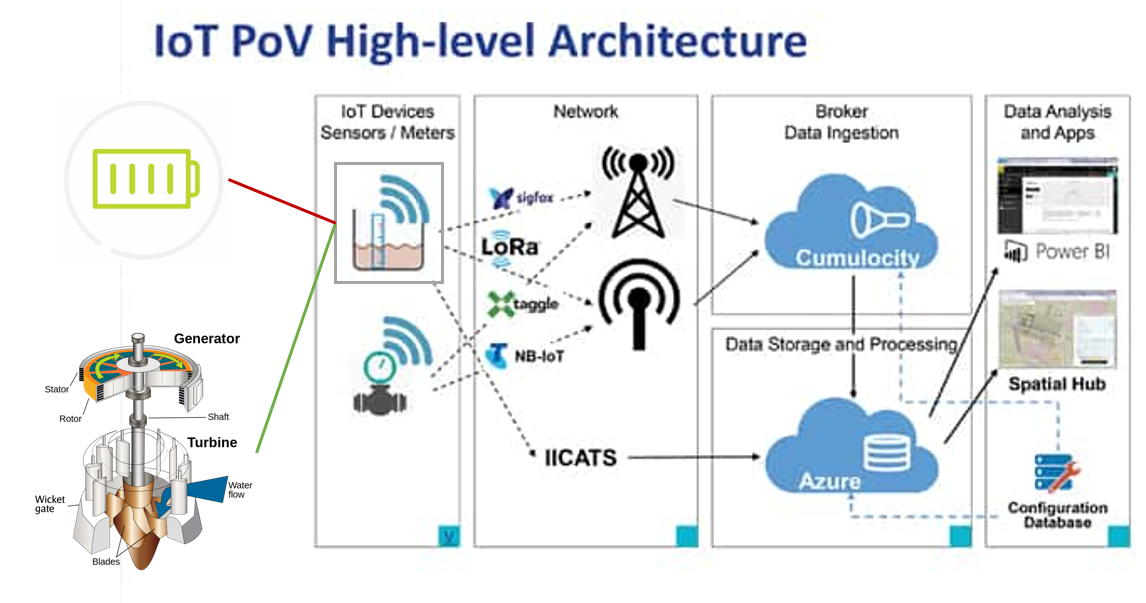 IoT PoV High-level Architecture
IoT Devices
Sensors / Meters
Network
Broker
Data Ingestion
Data Analysis
and Apps
sigfox
LoRa
taggle
NB-IoT
IICATS
Cumulocity
Data Storage and Processing
Azure
Power BI
Spatial Hub
Configuration
Database
Generator
Stator
Rotor
Shaft
Turbine
Water
flow
Wicket
gate
Blades
y